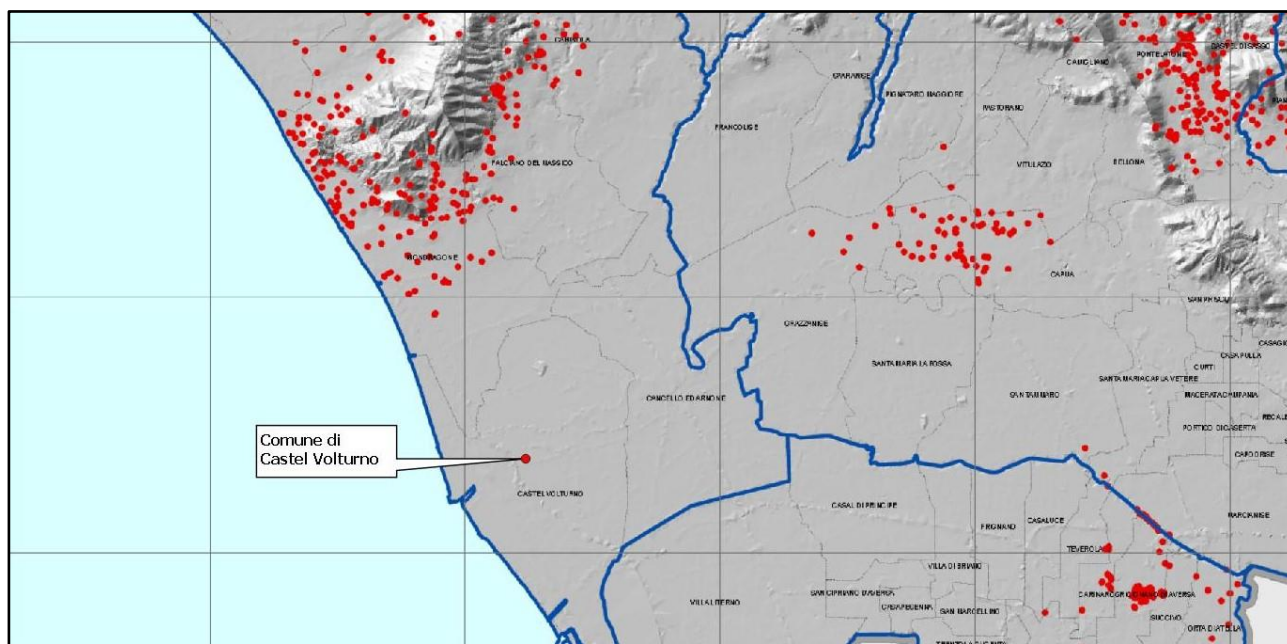 CARINOLA
CASTEL DI SASSO
PONTELATONE
CAMIGLIANO
SPARANISE
PIGNATARO MAGGIORE
PASTORANO
FRANCOLISE
FALCIANO DEL MASSICO
VITULAZIO
BELLONA
MONDRAGONE
CAPUA
SAN PRISCO
GRAZZANISE
CASAGIO
CASAPULLA
CURTI
SANTA MARIA LA FOSSA
SANTA MARIA CAPUA VETERE
CANCELLO ED ARNONE
SAN TAMMARO
MACERATA CAMPANIA
RECALE
PORTICO DI CASERTA
Comune di
Castel Volturno
CAPODRISE
CASTEL VOLTURNO
CASAL DI PRINCIPE
FRIGNANO
CASALUCE
MARCIANISE
TEVEROLA
VILLA DI BRIANO
VILLA LITERNO
SAN CIPRIANO D'AVERSA
CASAPESENNA
SAN MARCELLINO
SUCCIVO
ORTA DI ATELLA